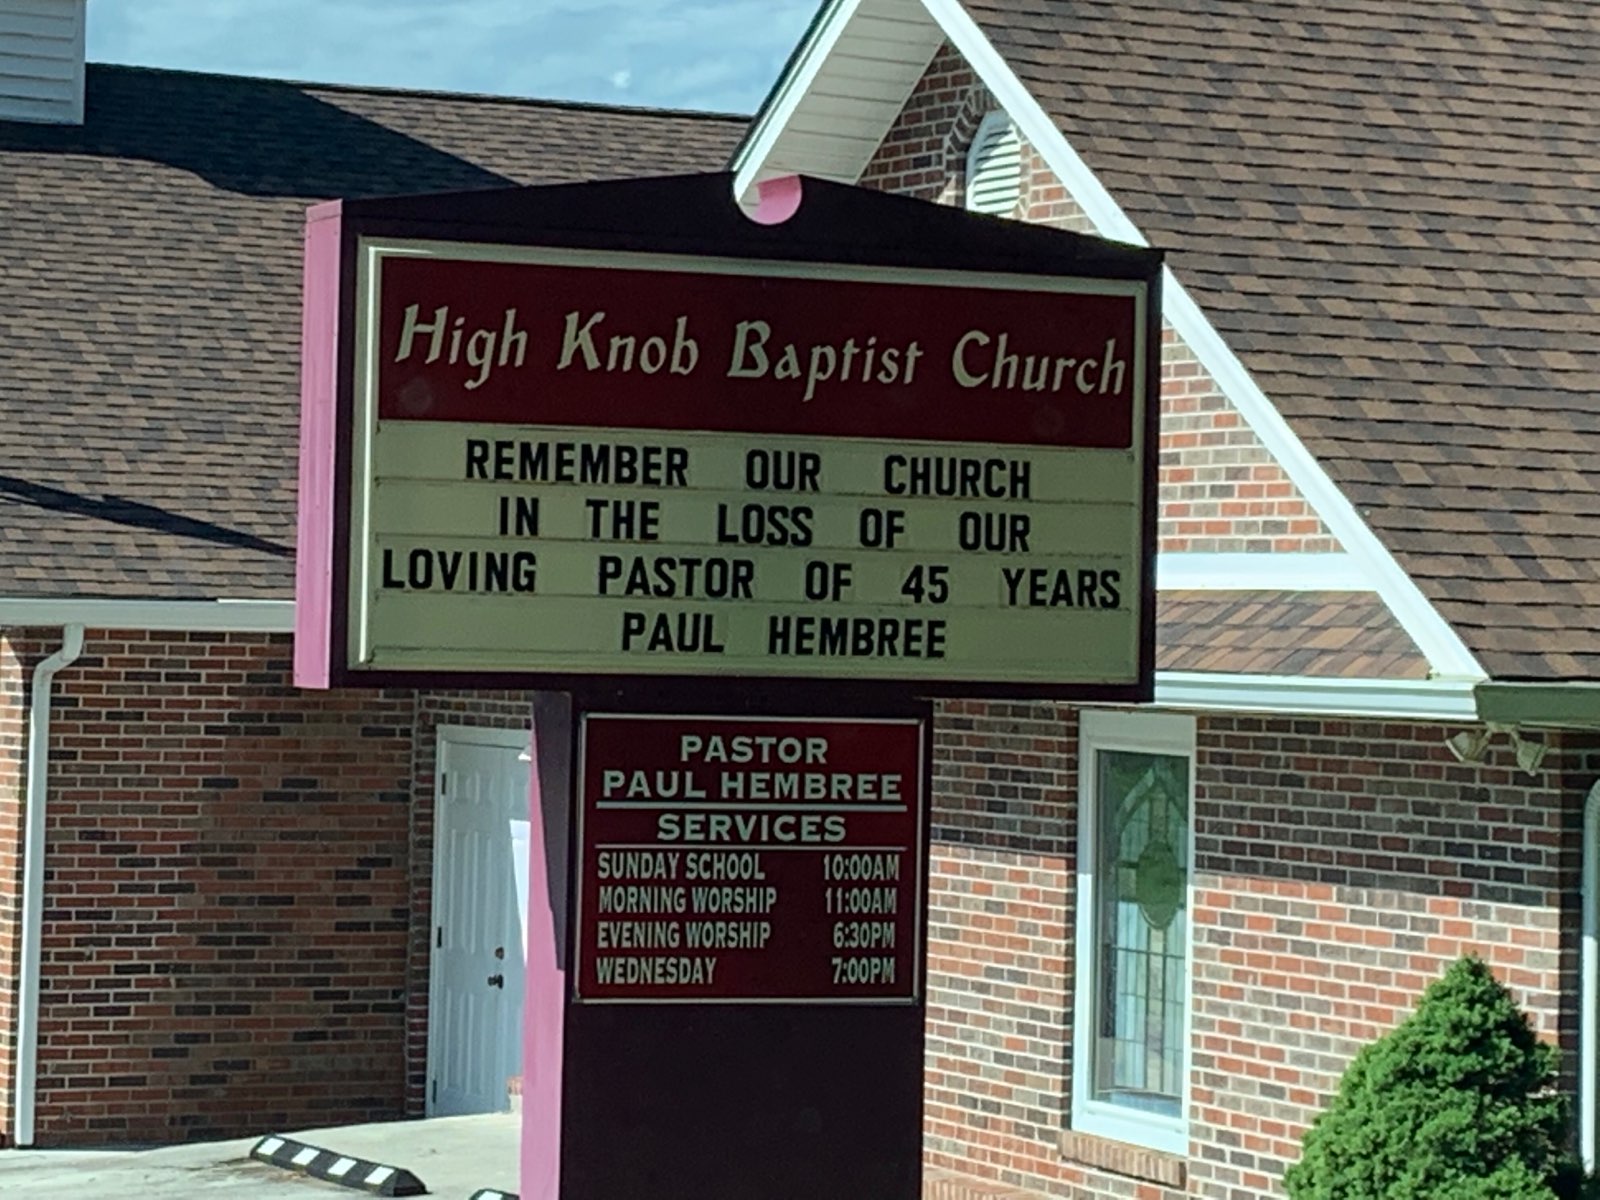 High Knob Baptist Church
REMEMBER OUR CHURCH
IN THE LOSS OF OUR
LOVING PASTOR OF 45 YEARS
PAUL HEMBREE
PASTOR
PAUL HEMBREE
SERVICES
SUNDAY SCHOOL 10:00AM
MORNING WORSHIP 11:00AM
EVENING WORSHIP 6:30PM
WEDNESDAY 7:00PM